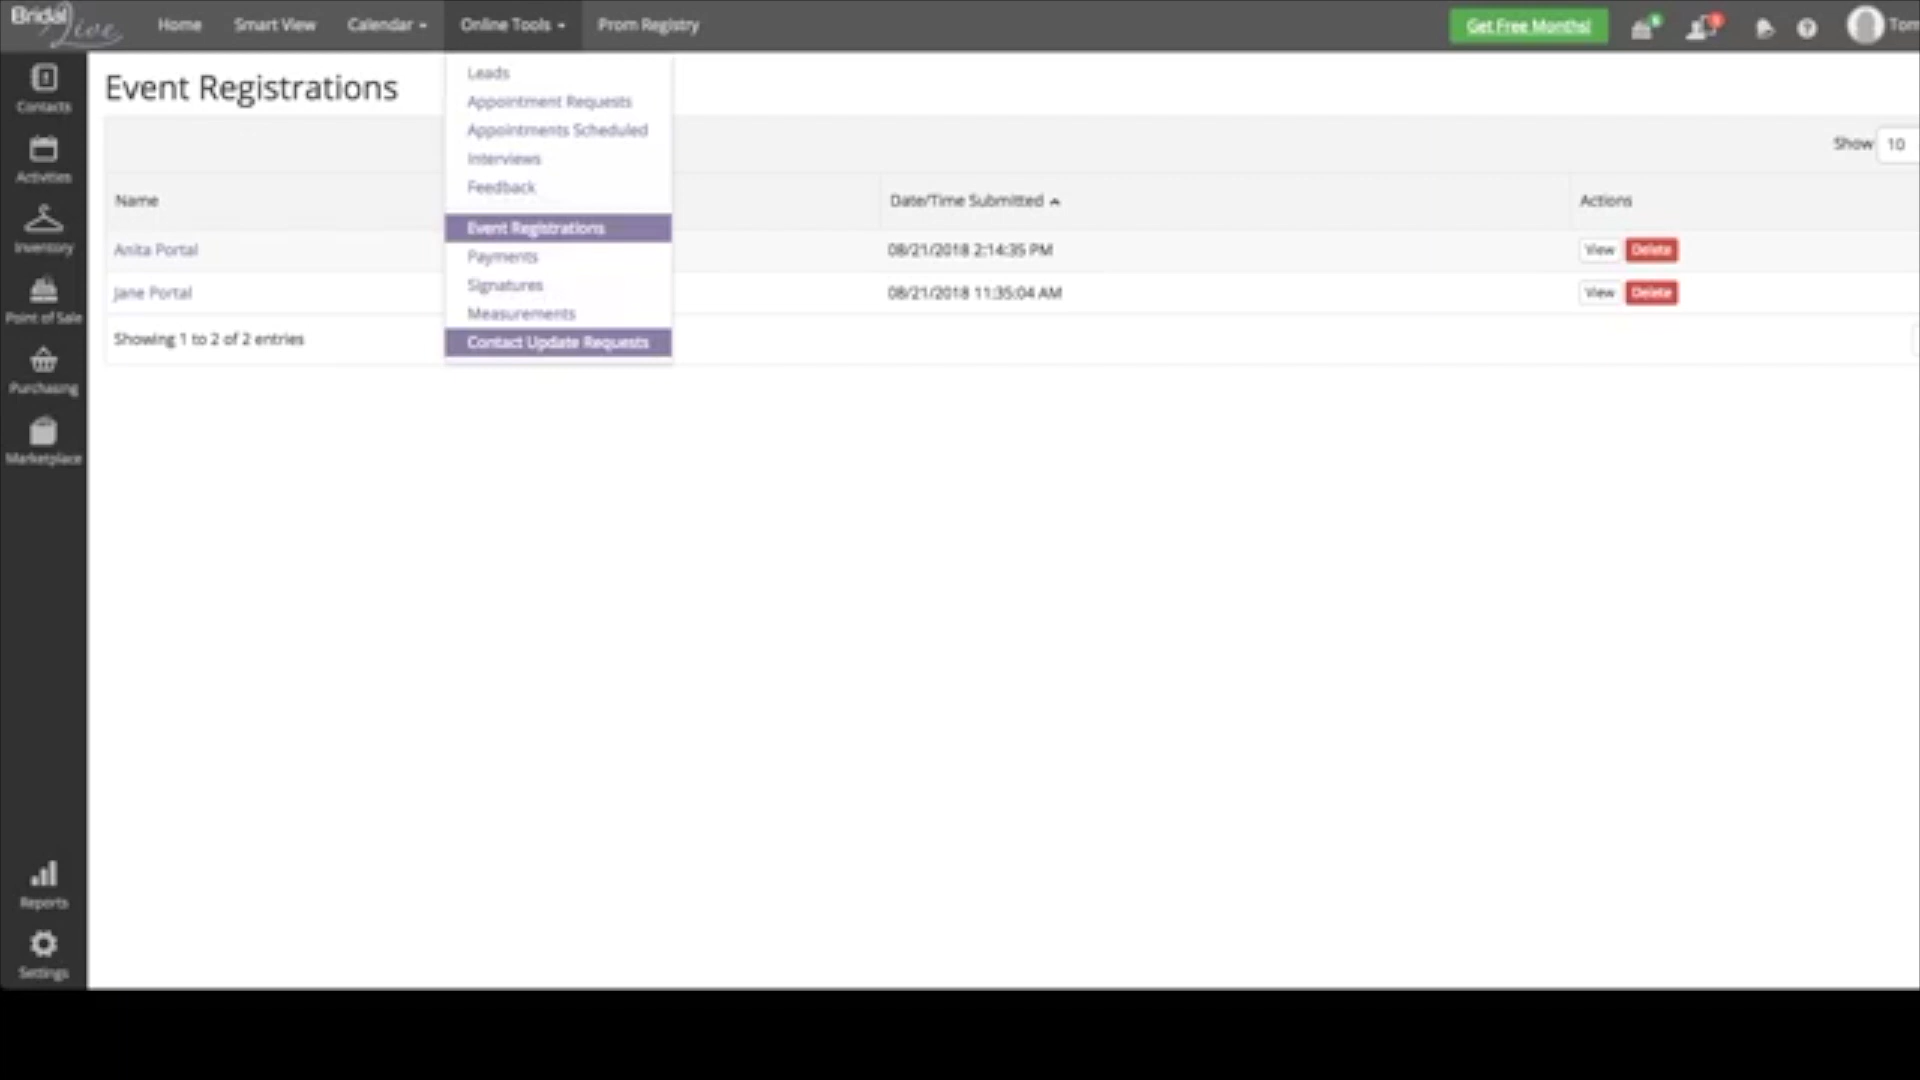 Bridal Live
Home Smart View Calendar Online Tools Prom Registry Get Free Months! Tom
Contacts
Activities
Inventory
Point of Sale
Purchasing
Marketplace
Reports
Settings
Event Registrations
Leads
Appointment Requests
Appointments Scheduled
Interviews
Feedback
Event Registrations
Payments
Signatures
Measurements
Contact Update Requests
Show 10
Name Date/Time Submitted Actions
Anita Portal 08/21/2018 2:14:35 PM View Delete
Jane Portal 08/21/2018 11:35:04 AM View Delete
Showing 1 to 2 of 2 entries